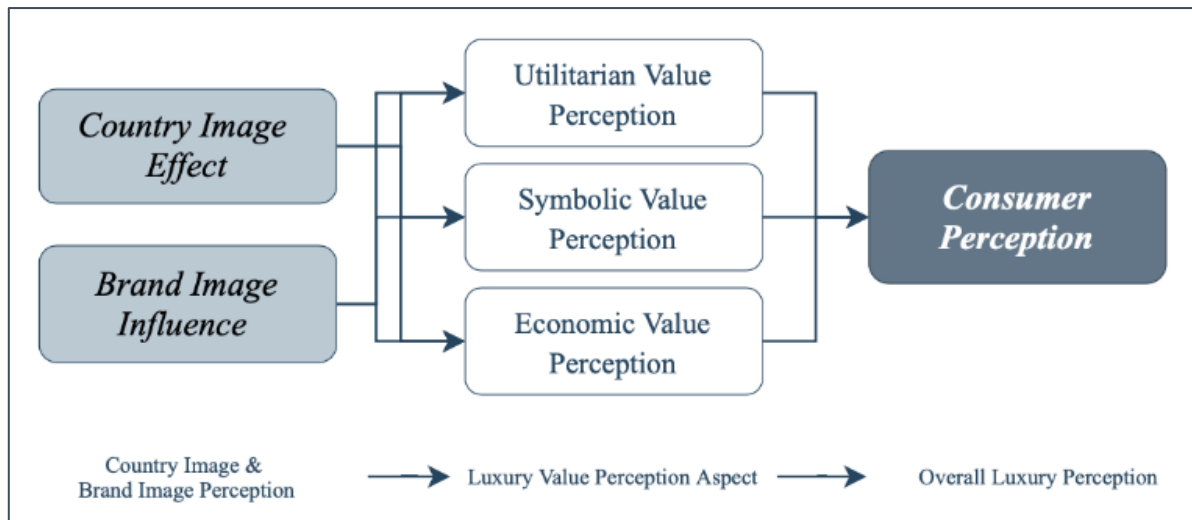 Country Image
Effect
Brand Image
Influence
Utilitarian Value
Perception
Symbolic Value
Perception
Economic Value
Perception
Consumer
Perception
Country Image &
Brand Image Perception
Luxury Value Perception Aspect
Overall Luxury Perception